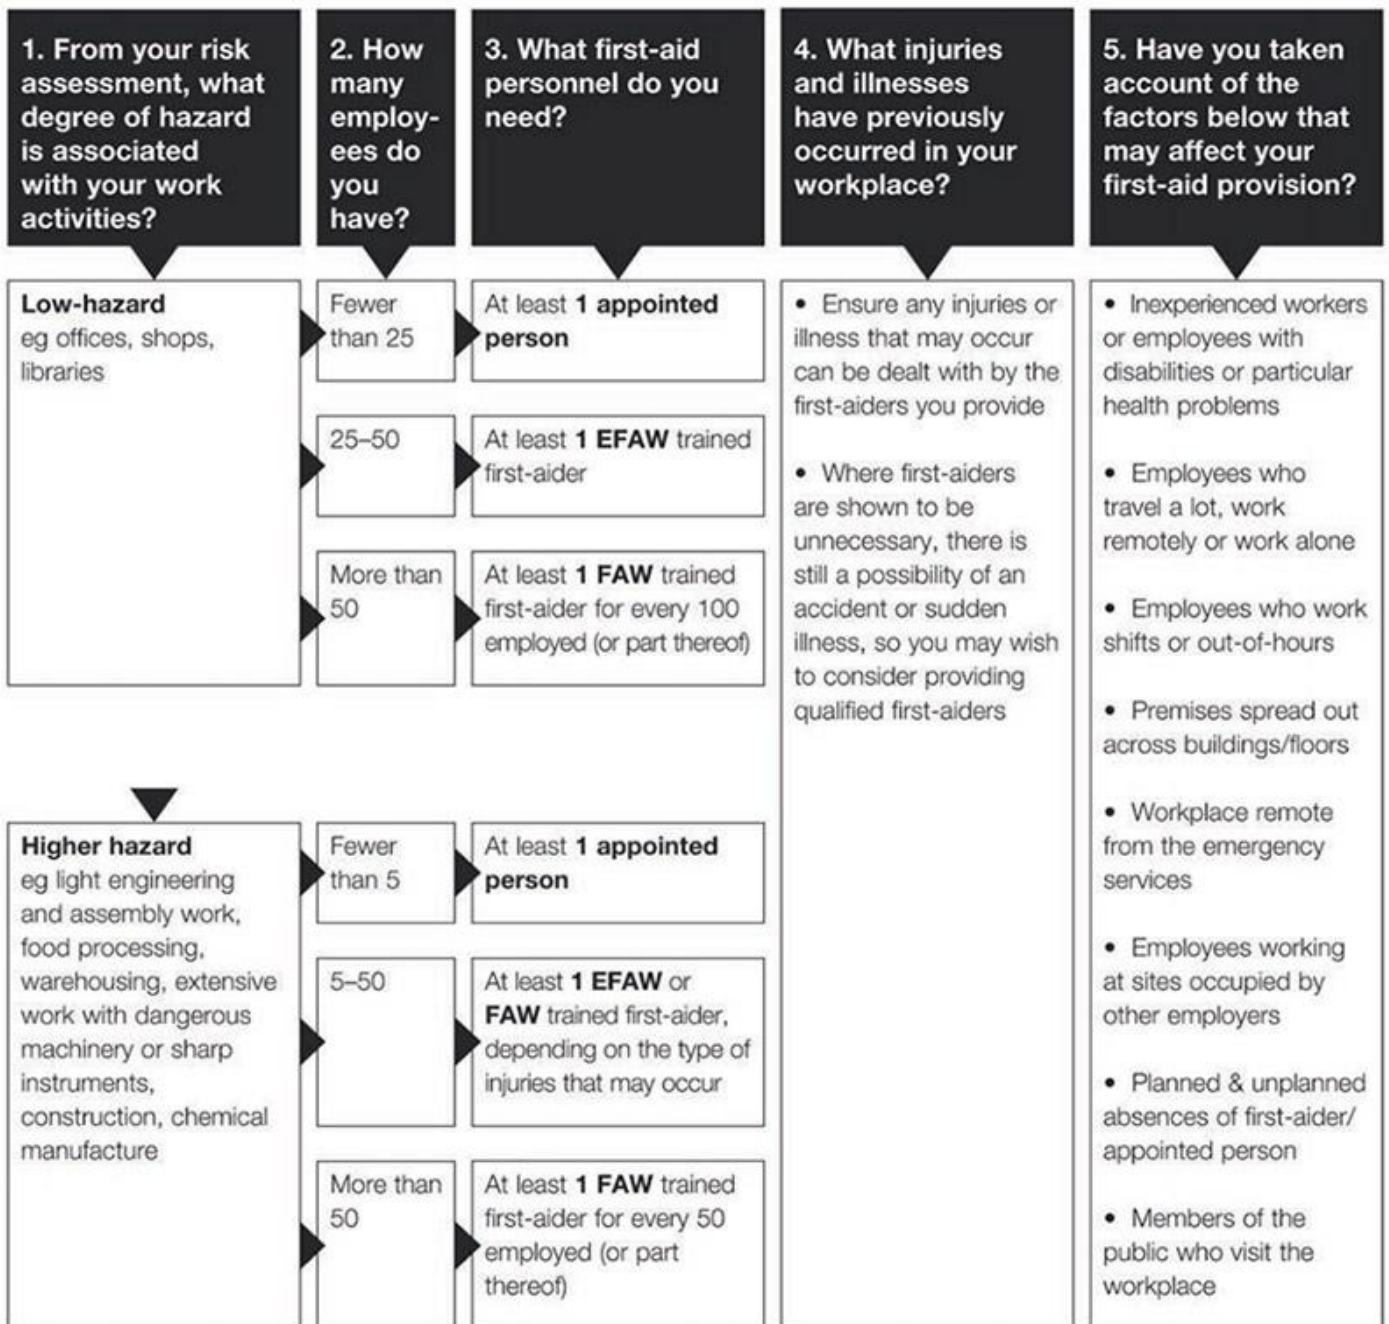 1. From your risk
assessment, what
degree of hazard
is associated
with your work
activities?
2. How
many
employ-
ees do
you
have?
3. What first-aid
personnel do you
need?
4. What injuries
and illnesses
have previously
occurred in your
workplace?
5. Have you taken
account of the
factors below that
may affect your
first-aid provision?
Low-hazard
eg offices, shops,
libraries
Fewer
than 25
At least 1 appointed
person
25–50
At least 1 EFAW trained
first-aider
More than
50
At least 1 FAW trained
first-aider for every 100
employed (or part thereof)
Higher hazard
eg light engineering
and assembly work,
food processing,
warehousing, extensive
work with dangerous
machinery or sharp
instruments,
construction, chemical
manufacture
Fewer
than 5
At least 1 appointed
person
5–50
At least 1 EFAW or
FAW trained first-aider,
depending on the type of
injuries that may occur
More than
50
At least 1 FAW trained
first-aider for every 50
employed (or part
thereof)
• Ensure any injuries or
illness that may occur
can be dealt with by the
first-aiders you provide
• Where first-aiders
are shown to be
unnecessary, there is
still a possibility of an
accident or sudden
illness, so you may wish
to consider providing
qualified first-aiders
• Inexperienced workers
or employees with
disabilities or particular
health problems
• Employees who
travel a lot, work
remotely or work alone
• Employees who work
shifts or out-of-hours
• Premises spread out
across buildings/floors
• Workplace remote
from the emergency
services
• Employees working
at sites occupied by
other employers
• Planned & unplanned
absences of first-aider/
appointed person
• Members of the
public who visit the
workplace